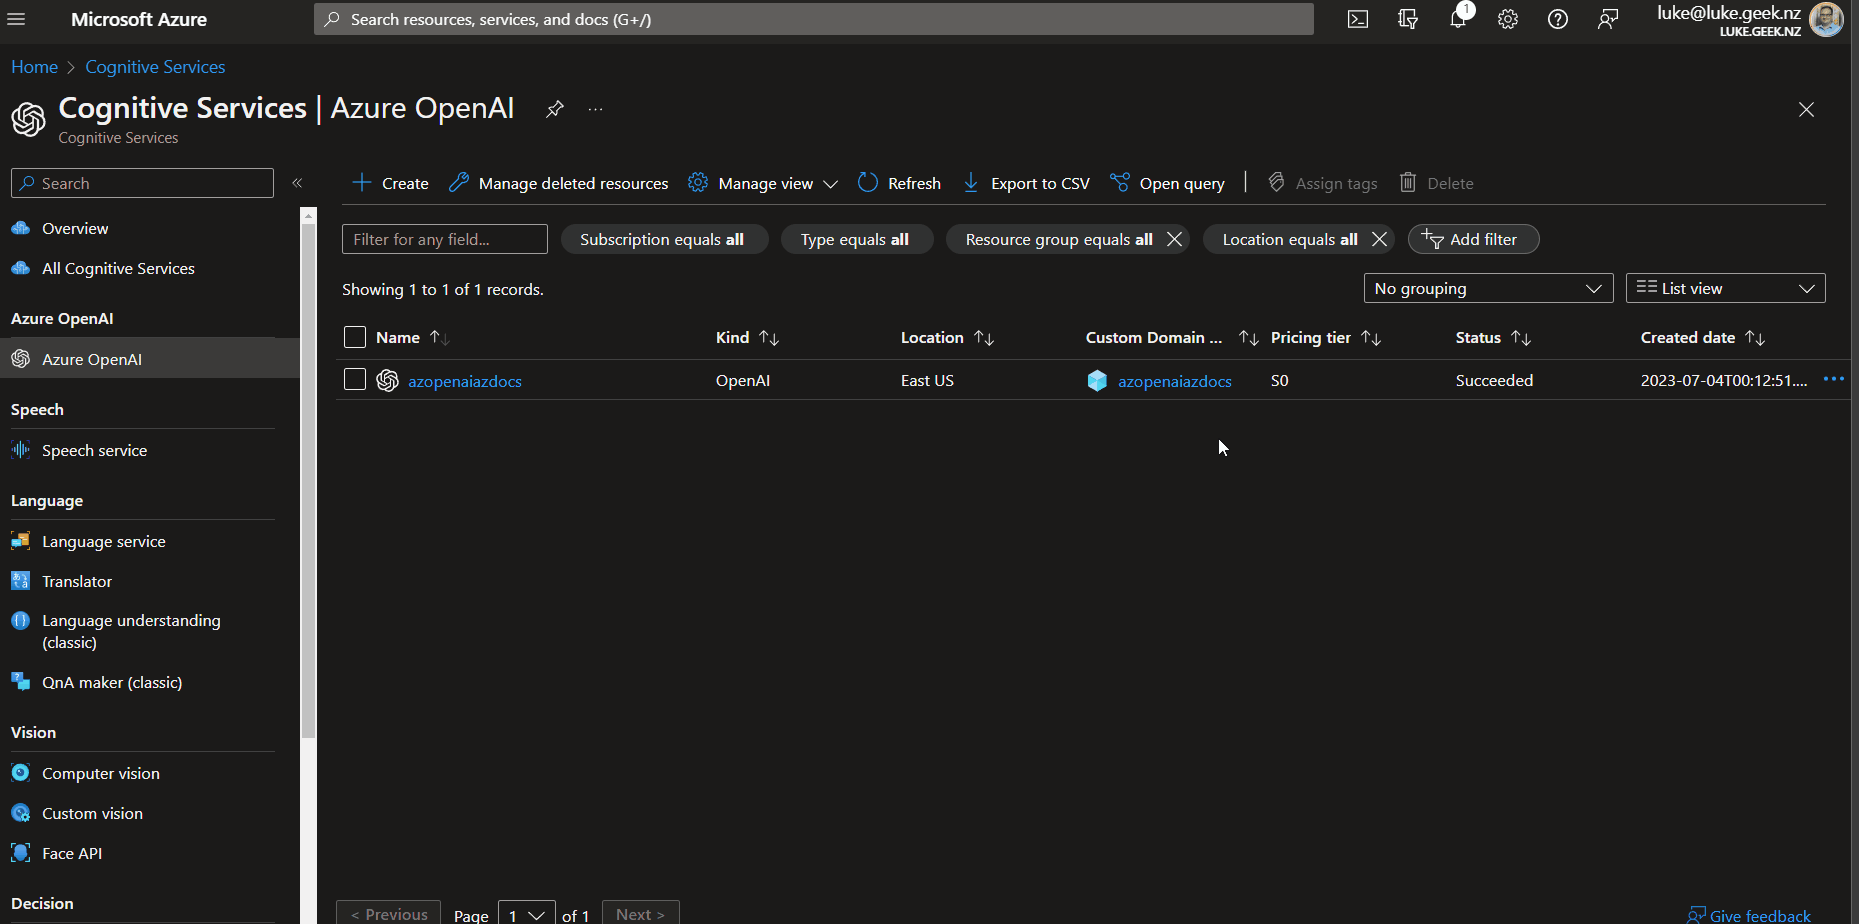 Microsoft Azure
Search resources, services, and docs (G+/)
1
luke@luke.geek.nz
LUKE.GEEK.NZ
Home > Cognitive Services
Cognitive Services | Azure OpenAI
Cognitive Services
Search
Create
Manage deleted resources
Manage view
Refresh
Export to CSV
Open query
Assign tags
Delete
Overview
All Cognitive Services
Azure OpenAI
Azure OpenAI
Speech
Speech service
Language
Language service
Translator
Language understanding
(classic)
QnA maker (classic)
Vision
Computer vision
Custom vision
Face API
Decision
Filter for any field...
Subscription equals all
Type equals all
Resource group equals all
Location equals all
Add filter
Showing 1 to 1 of 1 records.
No grouping
List view
Name Kind Location Custom Domain ... Pricing tier Status Created date
azopenaiazdocs OpenAI East US azopenaiazdocs S0 Succeeded 2023-07-04T00:12:51....
< Previous Page 1 of 1 Next >
Give feedback